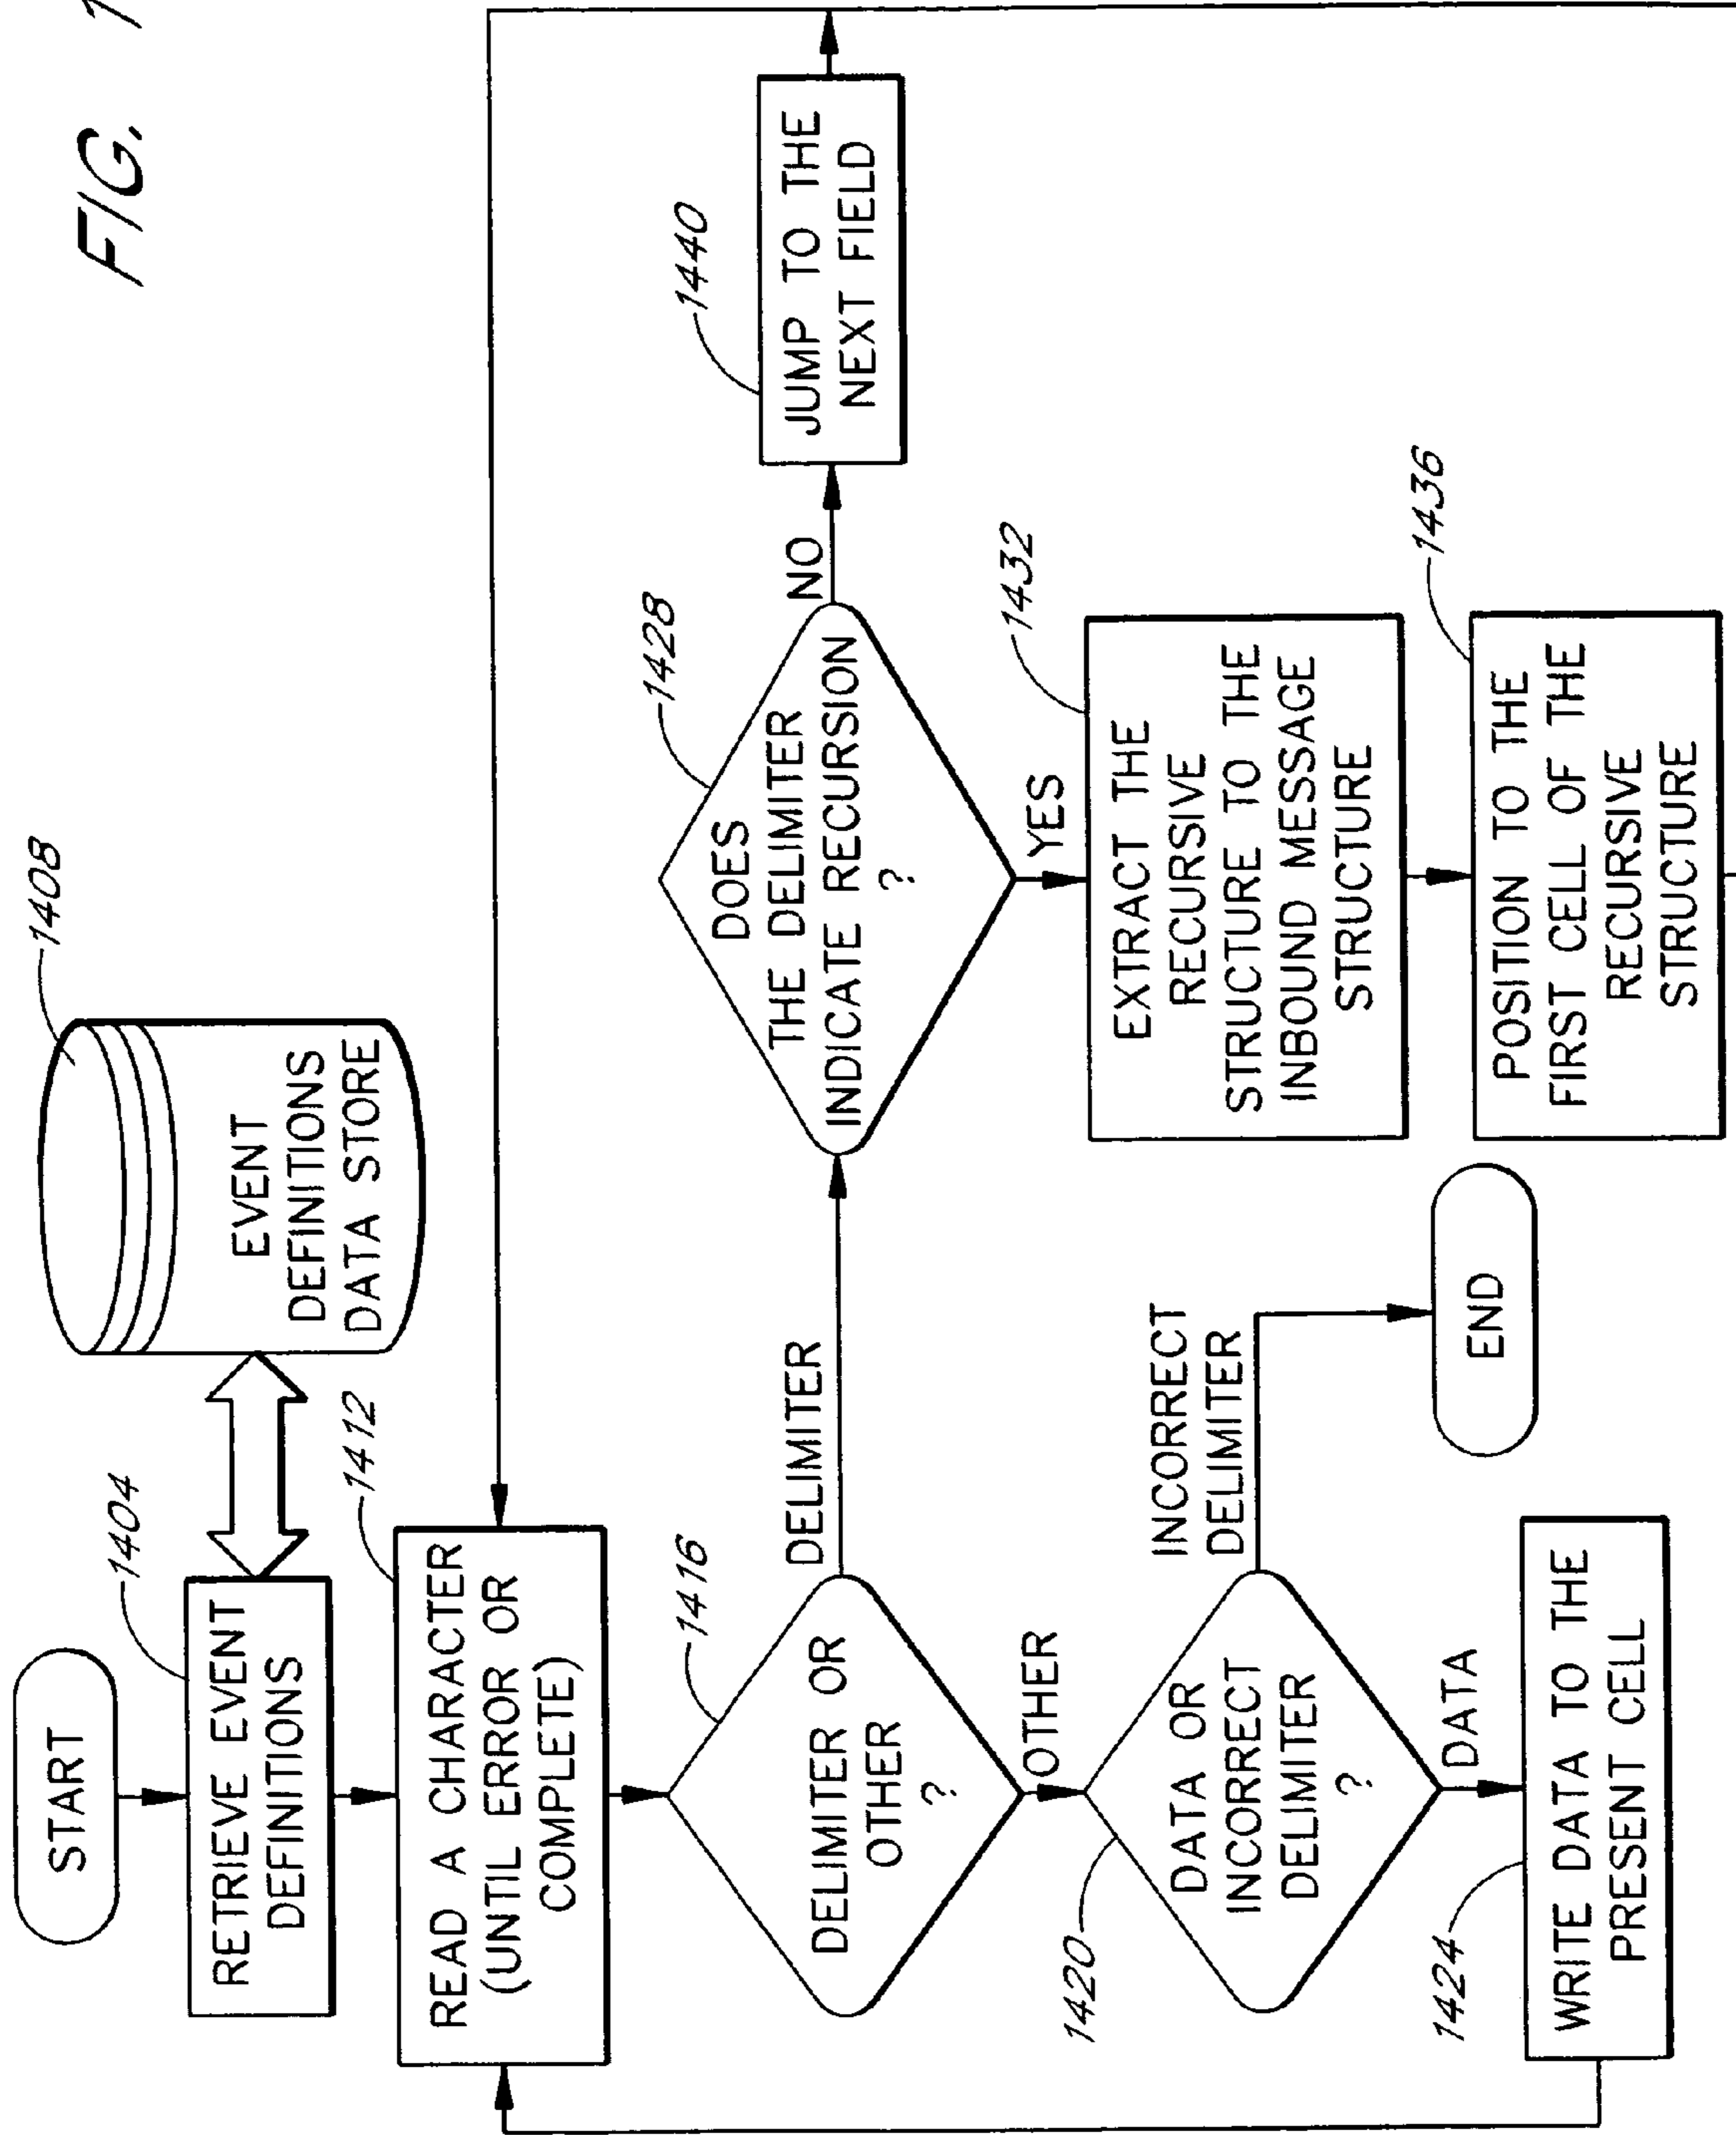 FIG. 1
START
1404
RETRIEVE EVENT
DEFINITIONS
1408
EVENT
DEFINITIONS
DATA STORE
1412
READ A CHARACTER
(UNTIL ERROR OR
COMPLETE)
1416
DELIMITER OR
OTHER
?
DELIMITER
OTHER
1428
DOES
THE DELIMITER
INDICATE RECURSION
?
NO
YES
1440
JUMP TO THE
NEXT FIELD
1432
EXTRACT THE
RECURSIVE
STRUCTURE TO THE
INBOUND MESSAGE
STRUCTURE
1436
POSITION TO THE
FIRST CELL OF THE
RECURSIVE
STRUCTURE
1420
DATA OR
INCORRECT
DELIMITER
?
INCORRECT
DELIMITER
END
DATA
1424
WRITE DATA TO THE
PRESENT CELL